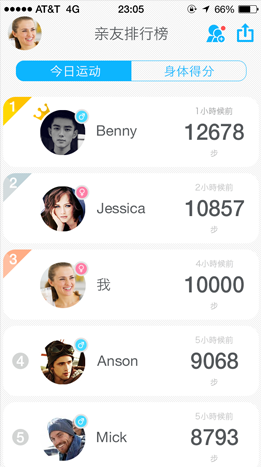 AT&T 4G 23:05 66%
亲友排行榜
今日运动 身体得分
1
Benny
1小時候前
12678
步
2
Jessica
2小時候前
10857
步
3
我
4小時候前
10000
步
4
Anson
5小時候前
9068
步
5
Mick
5小時候前
8793
步